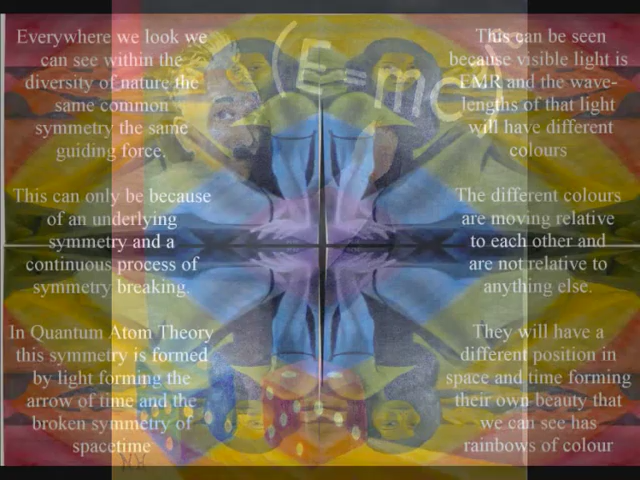 Everywhere we look we
can see within the
diversity of nature the
same common
symmetry the same
guiding force.
This can only be because
of an underlying
symmetry and a
continuous process of
symmetry breaking.
In Quantum Atom Theory
this symmetry is formed
by light forming the
arrow of time and the
broken symmetry of
spacetime
(E=mc²)
This can be seen
because visible light is
EMR and the wave-
lengths of that light
will have different
colours
The different colours
are moving relative
to each other and
are not relative to
anything else.
They will have a
different position in
space and time forming
their own beauty that
we can see has
rainbows of colour